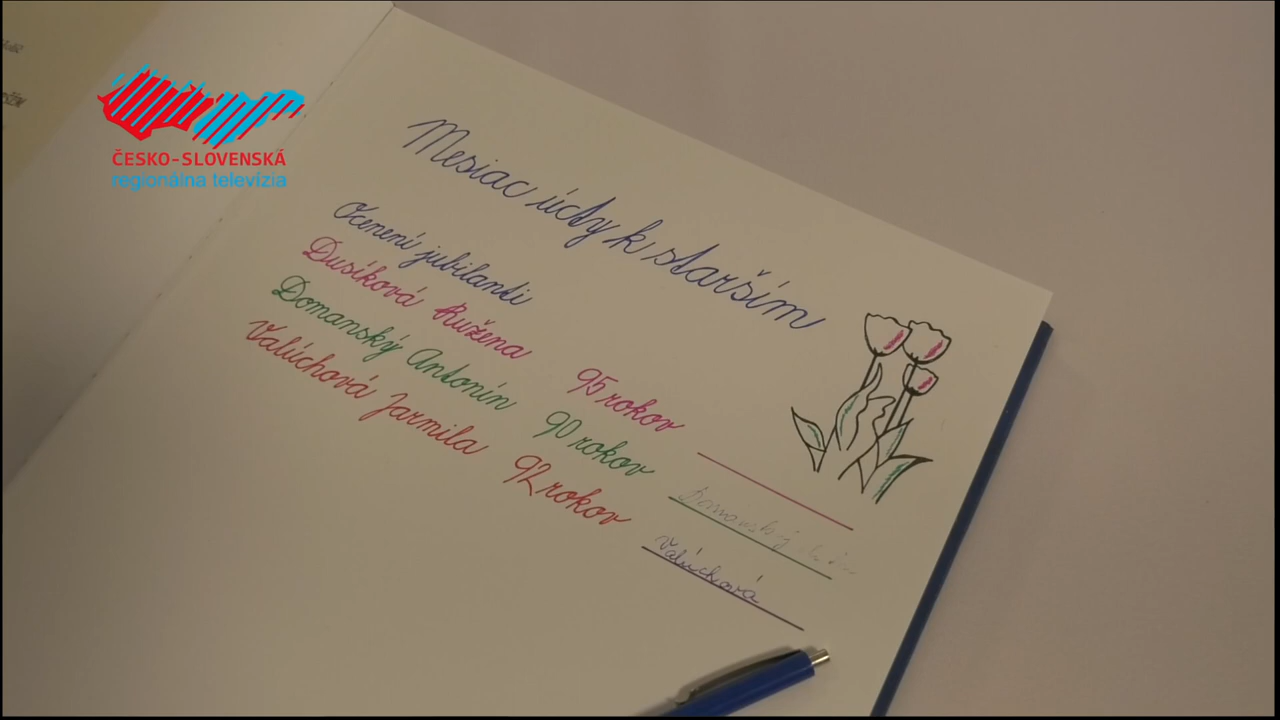 ČESKO-SLOVENSKÁ
regionálna televízia
Mesiac úcty k starším
Ocenení jubilanti
Dusíková Ružena 95 rokov
Domanský Antonín 90 rokov
Valúchová Jarmila 92 rokov
Domanský
Valúchová